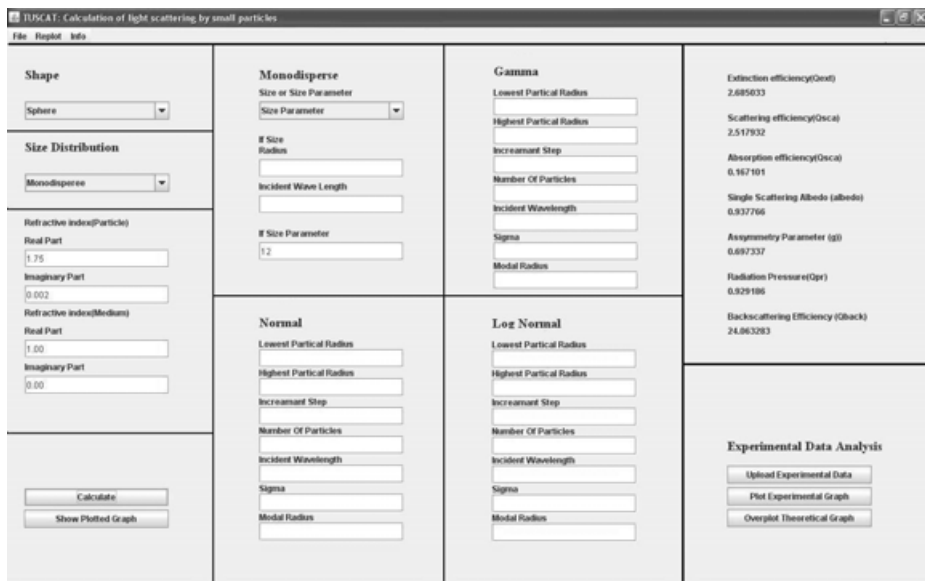 TUSCAT: Calculation of light scattering by small particles
File Replot Info
Shape
Sphere
Size Distribution
Monodisperee
Refractive index(Particle)
Real Part
1.75
Imaginary Part
0.002
Refractive index(Medium)
Real Part
1.00
Imaginary Part
0.00
Calculate
Show Plotted Graph
Monodisperse
Size or Size Parameter
Size Parameter
If Size
Radius
Incident Wave Length
If Size Parameter
12
Normal
Lowest Partical Radius
Highest Partical Radius
Increamant Step
Number Of Particles
Incident Wavelength
Sigma
Modal Radius
Gamma
Lowest Partical Radius
Highest Partical Radius
Increamant Step
Number Of Particles
Incident Wavelength
Sigma
Modal Radius
Log Normal
Lowest Partical Radius
Highest Partical Radius
Increamant Step
Number Of Particles
Incident Wavelength
Sigma
Modal Radius
Extinction efficiency(Qext)
2.685033
Scattering efficiency(Qsca)
2.517932
Absorption efficiency(Qsca)
0.167101
Single Scattering Albedo (albedo)
0.937766
Assymmetry Parameter (g))
0.697337
Radiation Pressure(Qpr)
0.929186
Backscattering Efficiency (Qback)
24.063283
Experimental Data Analysis
Upload Experimental Data
Plot Experimental Graph
Overplot Theoretical Graph